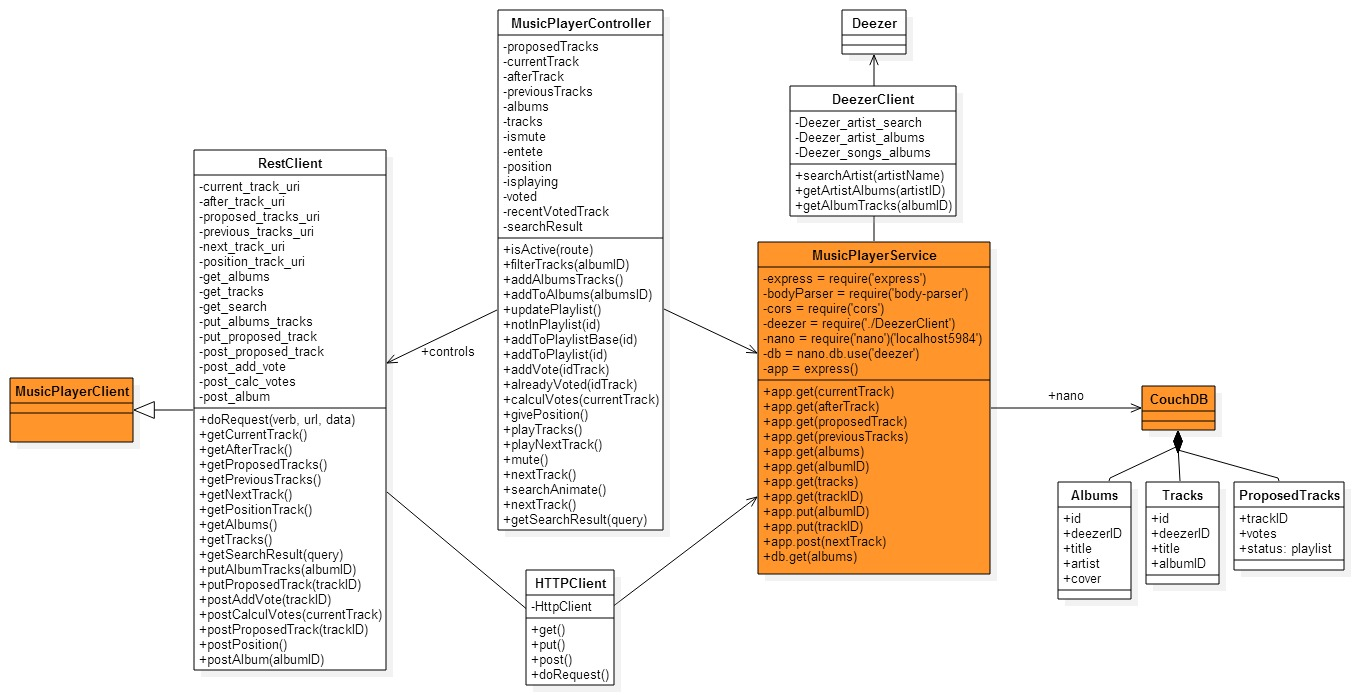 MusicPlayerController
-proposedTracks
-currentTrack
-afterTrack
-previousTracks
-albums
-tracks
-ismute
-entete
-position
-isplaying
-voted
-recentVotedTrack
-searchResult
+isActive(route)
+filterTracks(albumID)
+addAlbumsTracks()
+addToAlbums(albumsID)
+updatePlaylist()
+notInPlaylist(id)
+addToPlaylistBase(id)
+addToPlaylist(id)
+addVote(idTrack)
+alreadyVoted(idTrack)
+calculVotes(currentTrack)
+givePosition()
+playTracks()
+playNextTrack()
+mute()
+nextTrack()
+searchAnimate()
+nextTrack()
+getSearchResult(query)
Deezer
DeezerClient
-Deezer_artist_search
-Deezer_artist_albums
-Deezer_songs_albums
+searchArtist(artistName)
+getArtistAlbums(artistID)
+getAlbumTracks(albumID)
RestClient
-current_track_uri
-after_track_uri
-proposed_tracks_uri
-previous_tracks_uri
-next_track_uri
-position_track_uri
-get_albums
-get_tracks
-get_search
-put_albums_tracks
-put_proposed_track
-post_proposed_track
-post_add_vote
-post_calc_votes
-post_album
+doRequest(verb, url, data)
+getCurrentTrack()
+getAfterTrack()
+getProposedTracks()
+getPreviousTracks()
+getNextTrack()
+getPositionTrack()
+getAlbums()
+getTracks()
+getSearchResult(query)
+putAlbumTracks(albumID)
+putProposedTrack(trackID)
+postAddVote(trackID)
+postCalculVotes(currentTrack)
+postProposedTrack(trackID)
+postPosition()
+postAlbum(albumID)
+controls
MusicPlayerClient
MusicPlayerService
-express = require('express')
-bodyParser = require('body-parser')
-cors = require('cors')
-deezer = require('./DeezerClient')
-nano = require('nano')('localhost5984')
-db = nano.db.use('deezer')
-app = express()
+app.get(currentTrack)
+app.get(afterTrack)
+app.get(proposedTrack)
+app.get(previousTracks)
+app.get(albums)
+app.get(albumID)
+app.get(tracks)
+app.get(trackID)
+app.put(albumID)
+app.put(trackID)
+app.post(nextTrack)
+db.get(albums)
+nano
CouchDB
Albums
+id
+deezerID
+title
+artist
+cover
Tracks
+id
+deezerID
+title
+albumID
ProposedTracks
+trackID
+votes
+status: playlist
HTTPClient
-HttpClient
+get()
+put()
+post()
+doRequest()